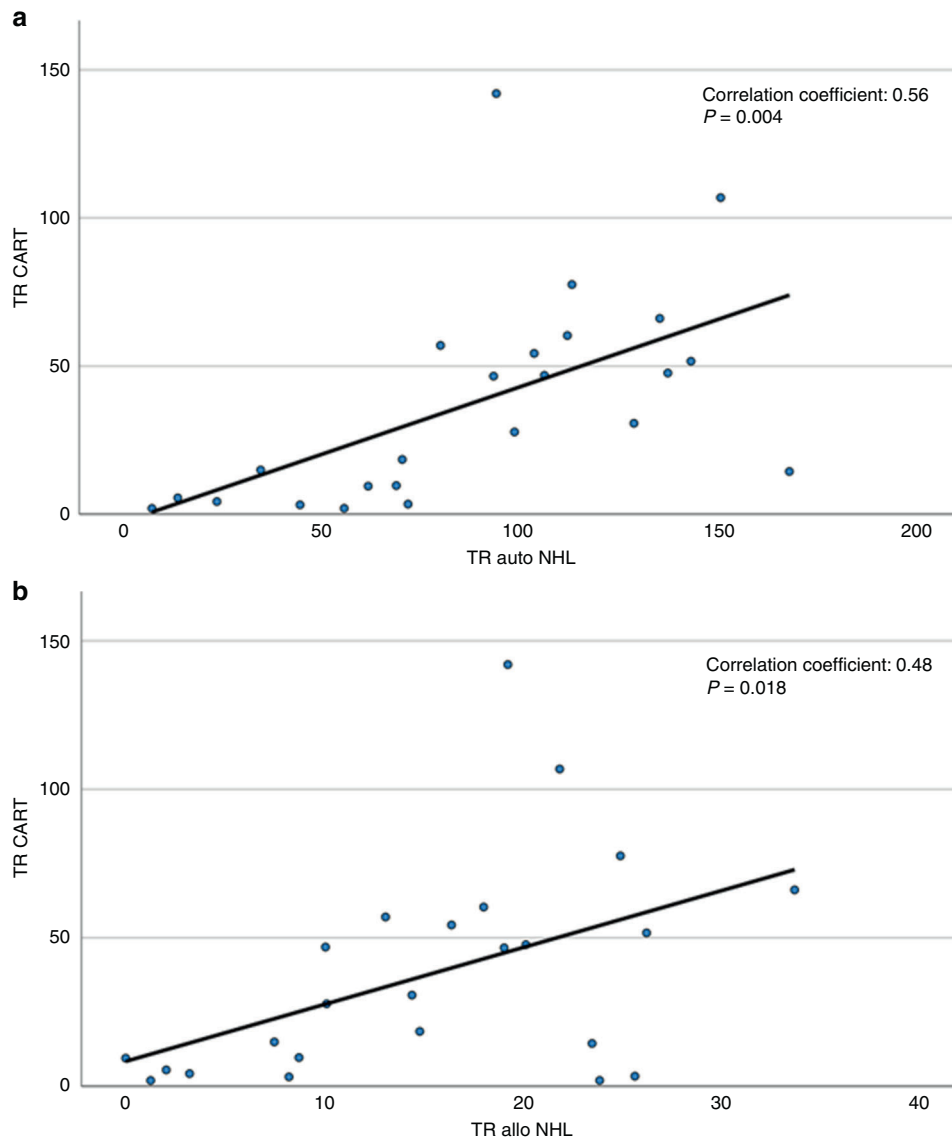 a
150
Correlation coefficient: 0.56
P = 0.004
100
TR CART
50
0
0 50 100 150 200
TR auto NHL
b
150
Correlation coefficient: 0.48
P = 0.018
100
TR CART
50
0
0 10 20 30 40
TR allo NHL